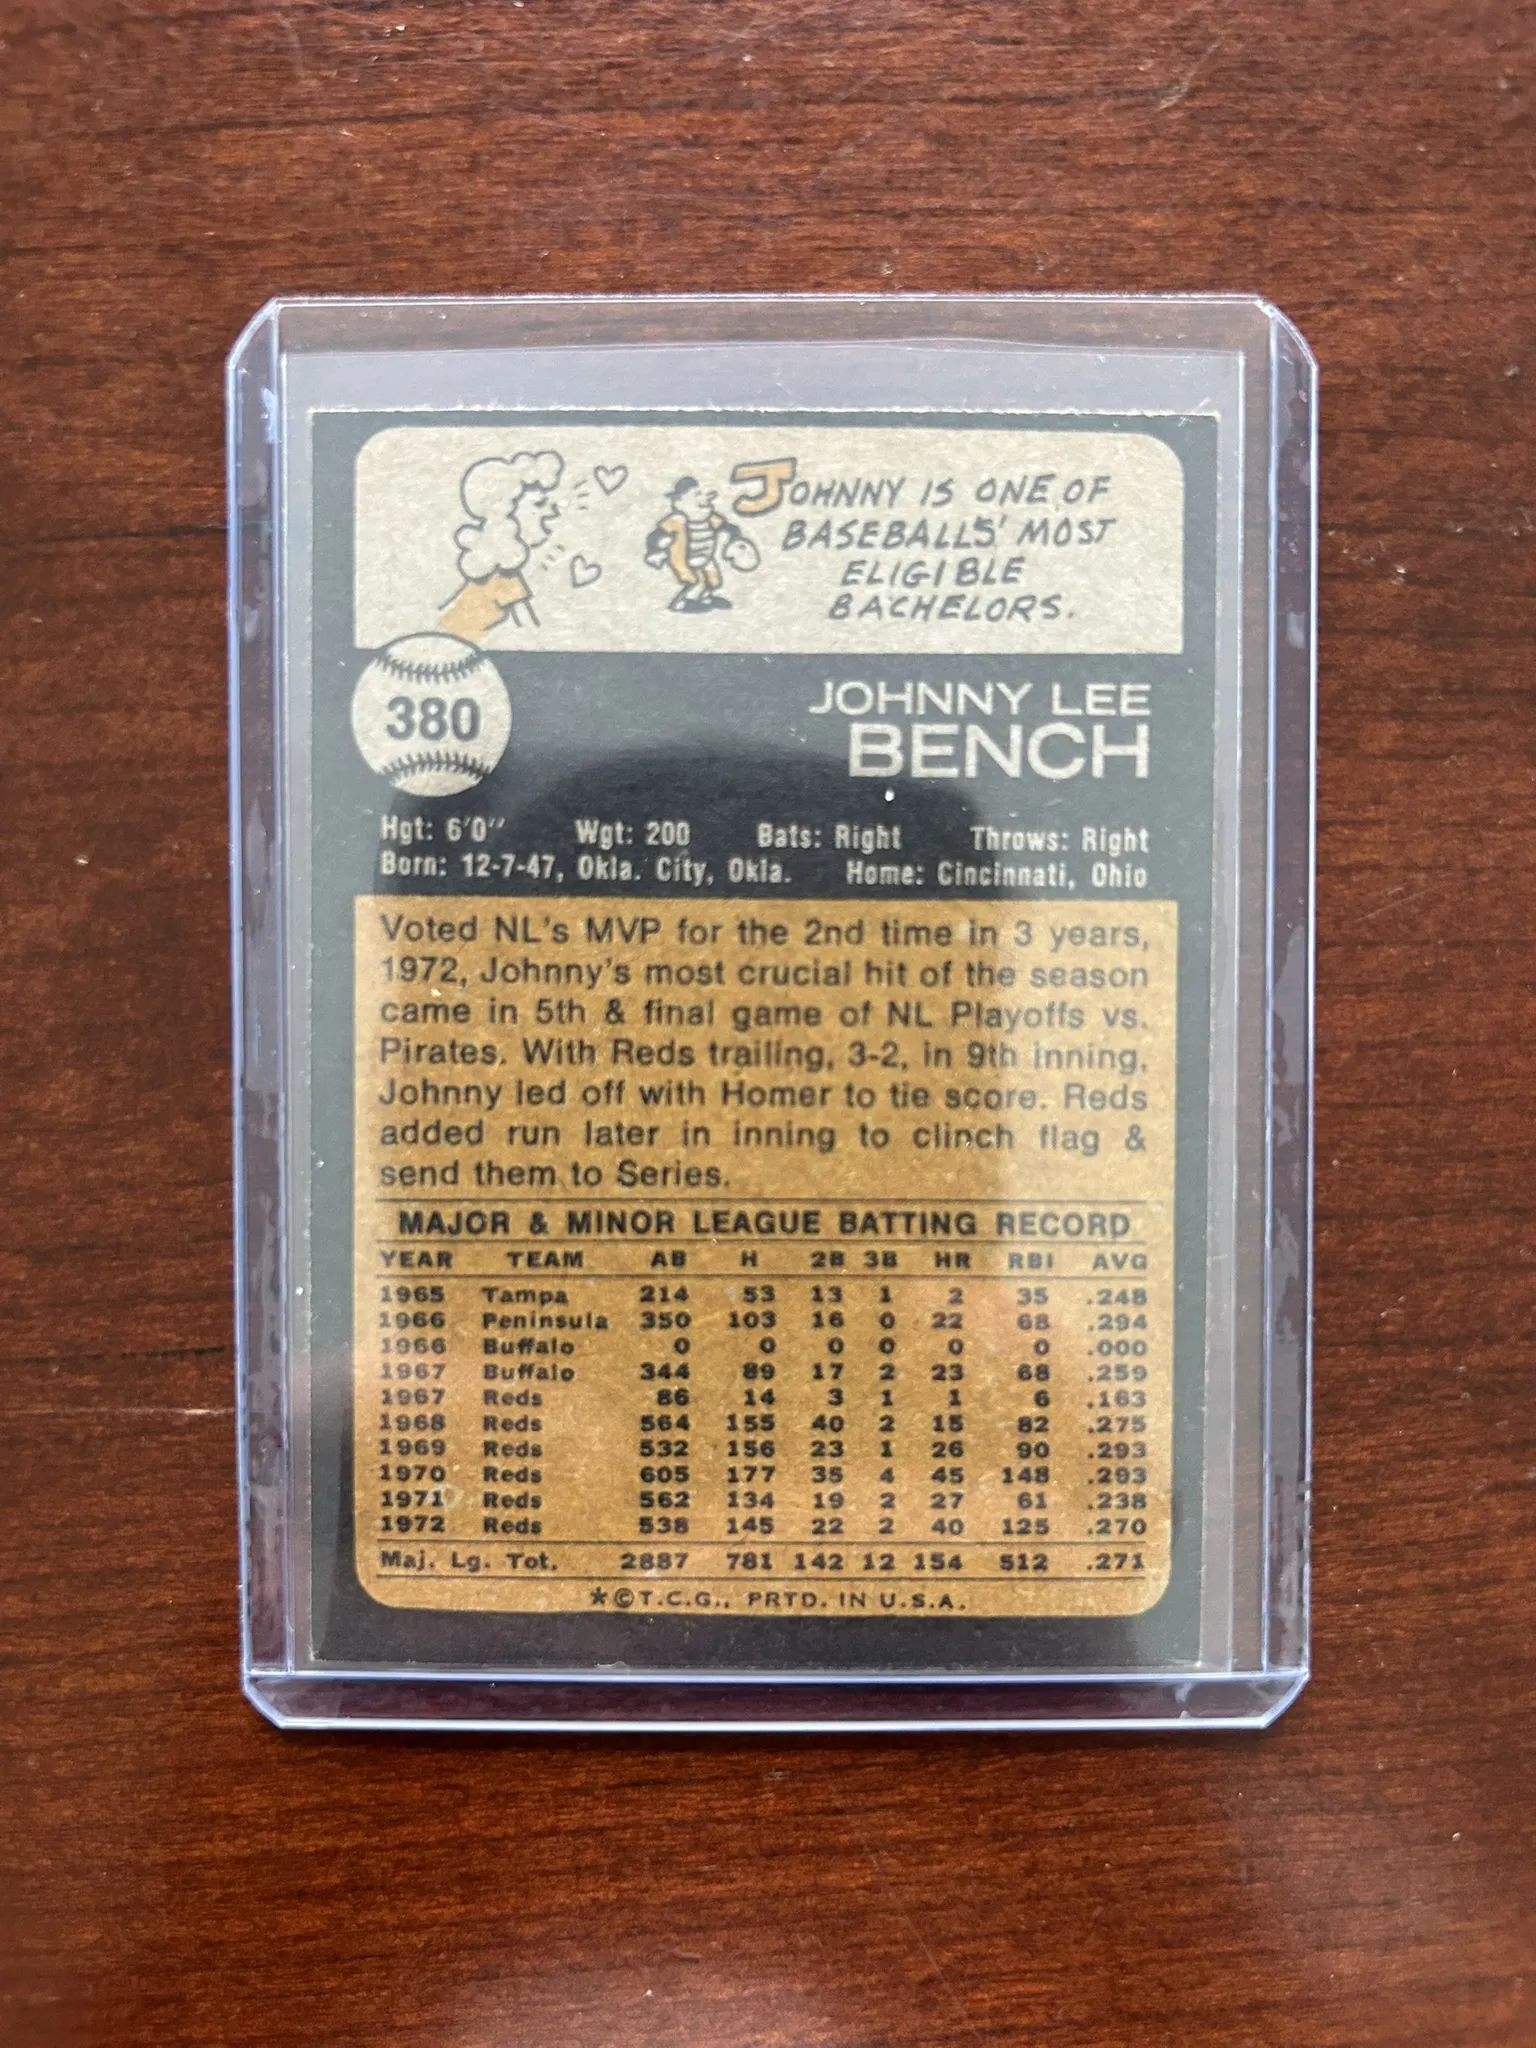 JOHNNY IS ONE OF
BASEBALLS' MOST
ELIGIBLE
BACHELORS.
380
JOHNNY LEE
BENCH
Hgt: 6'0" Wgt: 200 Bats: Right Throws: Right
Born: 12-7-47, Okla. City, Okla. Home: Cincinnati, Ohio
Voted NL's MVP for the 2nd time in 3 years,
1972, Johnny's most crucial hit of the season
came in 5th & final game of NL Playoffs vs.
Pirates. With Reds trailing, 3-2, in 9th inning,
Johnny led off with Homer to tie score. Reds
added run later in inning to clinch flag &
send them to Series.
MAJOR & MINOR LEAGUE BATTING RECORD
YEAR TEAM AB H 2B 3B HR RBI AVG
1965 Tampa 214 53 13 1 2 35 .248
1966 Peninsula 350 103 16 0 22 68 .294
1966 Buffalo 0 0 0 0 0 0 .000
1967 Buffalo 344 89 17 2 23 68 .259
1967 Reds 86 14 3 1 1 6 .163
1968 Reds 564 155 40 2 15 82 .275
1969 Reds 532 156 23 1 26 90 .293
1970 Reds 605 177 35 4 45 148 .293
1971 Reds 562 134 19 2 27 61 .238
1972 Reds 538 145 22 2 40 125 .270
Maj. Lg. Tot. 2887 781 142 12 154 512 .271
*©T.C.G., PRTD. IN U.S.A.